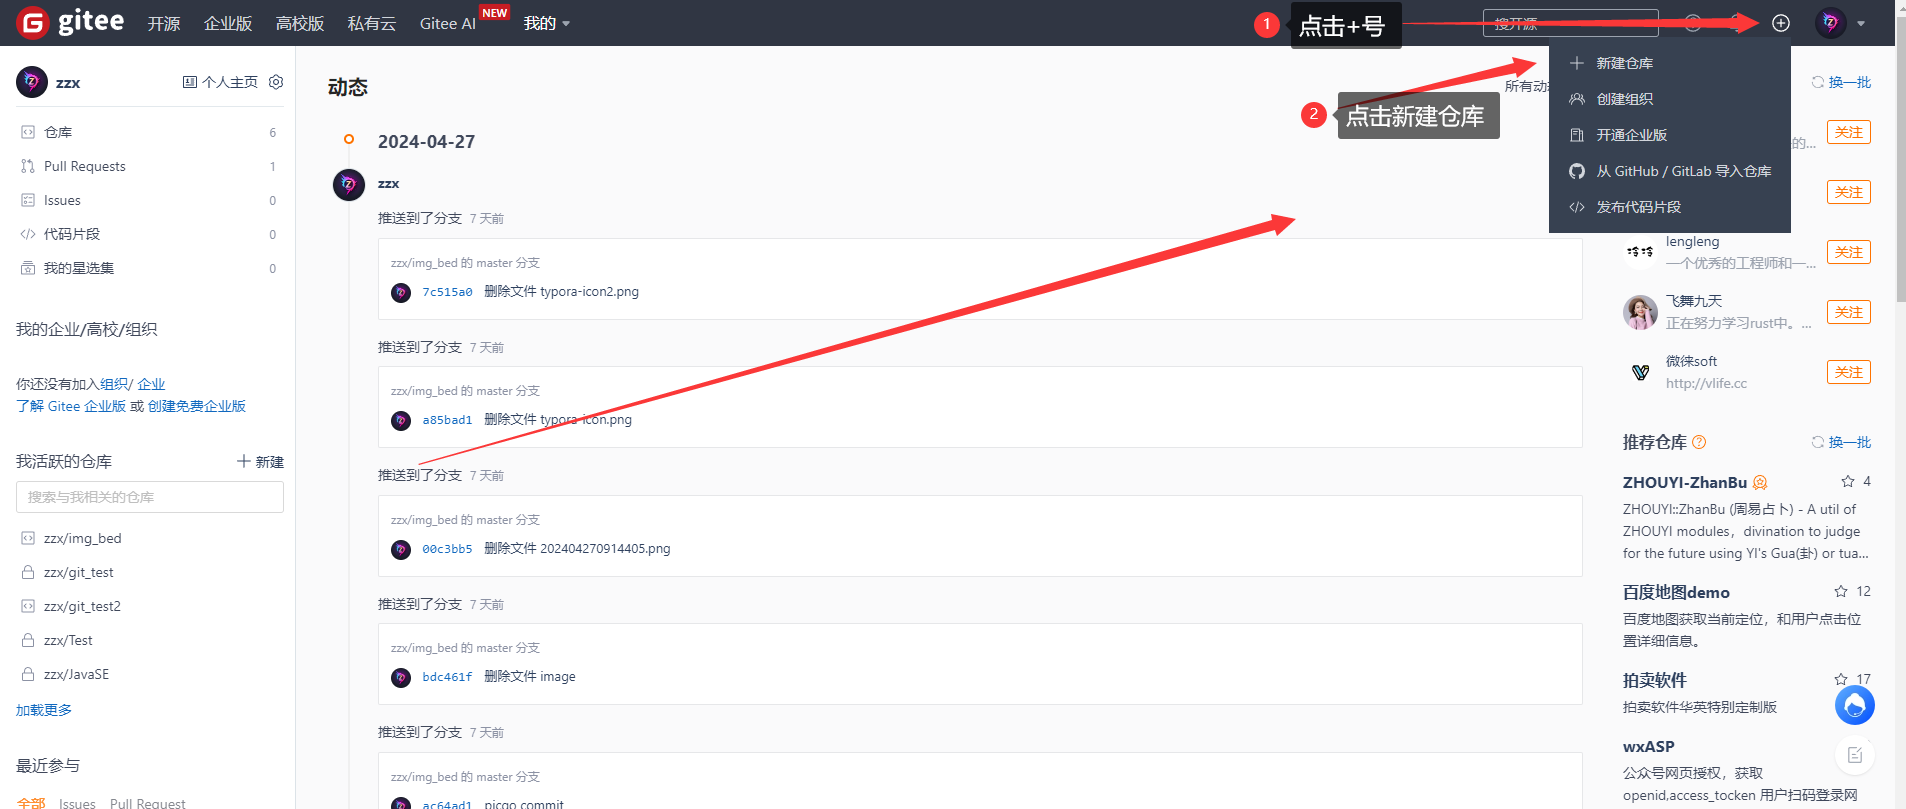 gitee
开源
企业版
高校版
私有云
Gitee AI
NEW
我的
1
点击+号
搜开源
zzx
个人主页
仓库 6
Pull Requests 1
Issues 0
代码片段 0
我的星选集 0
我的企业/高校/组织
你还没有加入组织/ 企业
了解 Gitee 企业版 或 创建免费企业版
我活跃的仓库
新建
搜索与我相关的仓库
zzx/img_bed
zzx/git_test
zzx/git_test2
zzx/Test
zzx/JavaSE
加载更多
最近参与
全部 Issues Pull Request
动态
所有动
2
点击新建仓库
2024-04-27
zzx
推送到了分支 7 天前
zzx/img_bed 的 master 分支
7c515a0 删除文件 typora-icon2.png
推送到了分支 7 天前
zzx/img_bed 的 master 分支
a85bad1 删除文件 typora-icon.png
推送到了分支 7 天前
zzx/img_bed 的 master 分支
00c3bb5 删除文件 202404270914405.png
推送到了分支 7 天前
zzx/img_bed 的 master 分支
bdc461f 删除文件 image
推送到了分支 7 天前
zzx/img_bed 的 master 分支
ac64ad1 picgo commit
新建仓库
创建组织
开通企业版
从 GitHub / GitLab 导入仓库
发布代码片段
换一批
关注
的...
关注
lengleng
一个优秀的工程师和一...
关注
飞舞九天
正在努力学习rust中。...
关注
微徕soft
http://vlife.cc
关注
推荐仓库
换一批
ZHOUYI-ZhanBu
4
ZHOUYI::ZhanBu (周易占卜) - A util of
ZHOUYI modules，divination to judge
for the future using YI's Gua(卦) or tua...
百度地图demo
12
百度地图获取当前定位，和用户点击位
置详细信息。
拍卖软件
17
拍卖软件华英特别定制版
wxASP
公众号网页授权，获取
openid,access_tocken 用户扫码登录网